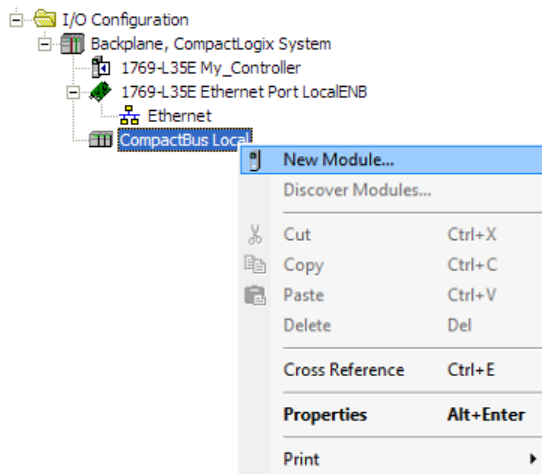 I/O Configuration
Backplane, CompactLogix System
1769-L35E My_Controller
1769-L35E Ethernet Port LocalENB
Ethernet
CompactBus Local
New Module...
Discover Modules...
Cut Ctrl+X
Copy Ctrl+C
Paste Ctrl+V
Delete Del
Cross Reference Ctrl+E
Properties Alt+Enter
Print